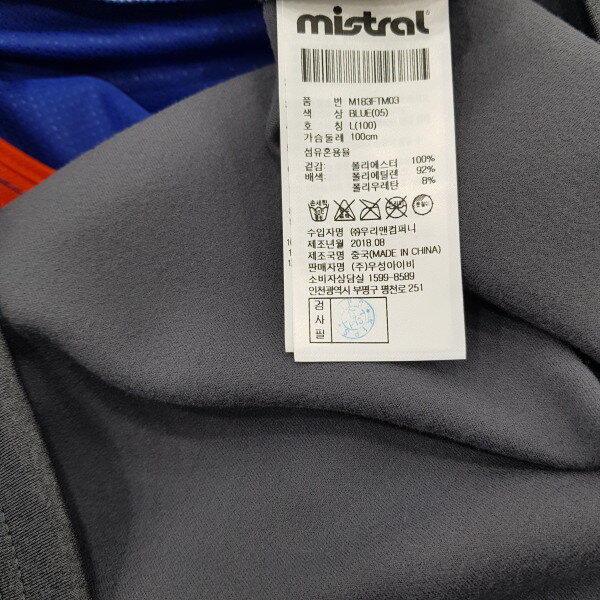 mistral
품 번 M183FTM03
색 상 BLUE(05)
호 칭 L(100)
가슴둘레 100cm
섬유혼용율
겉감: 폴리에스터 100%
배색: 폴리에틸렌 92%
폴리우레탄 8%
수입자명 (주)우리앤컴퍼니
제조년월 2018.08
제조국명 중국(MADE IN CHINA)
판매자명 (주)우성아이비
소비자상담실 1599-8589
인천광역시 부평구 평천로 251
검
사
필